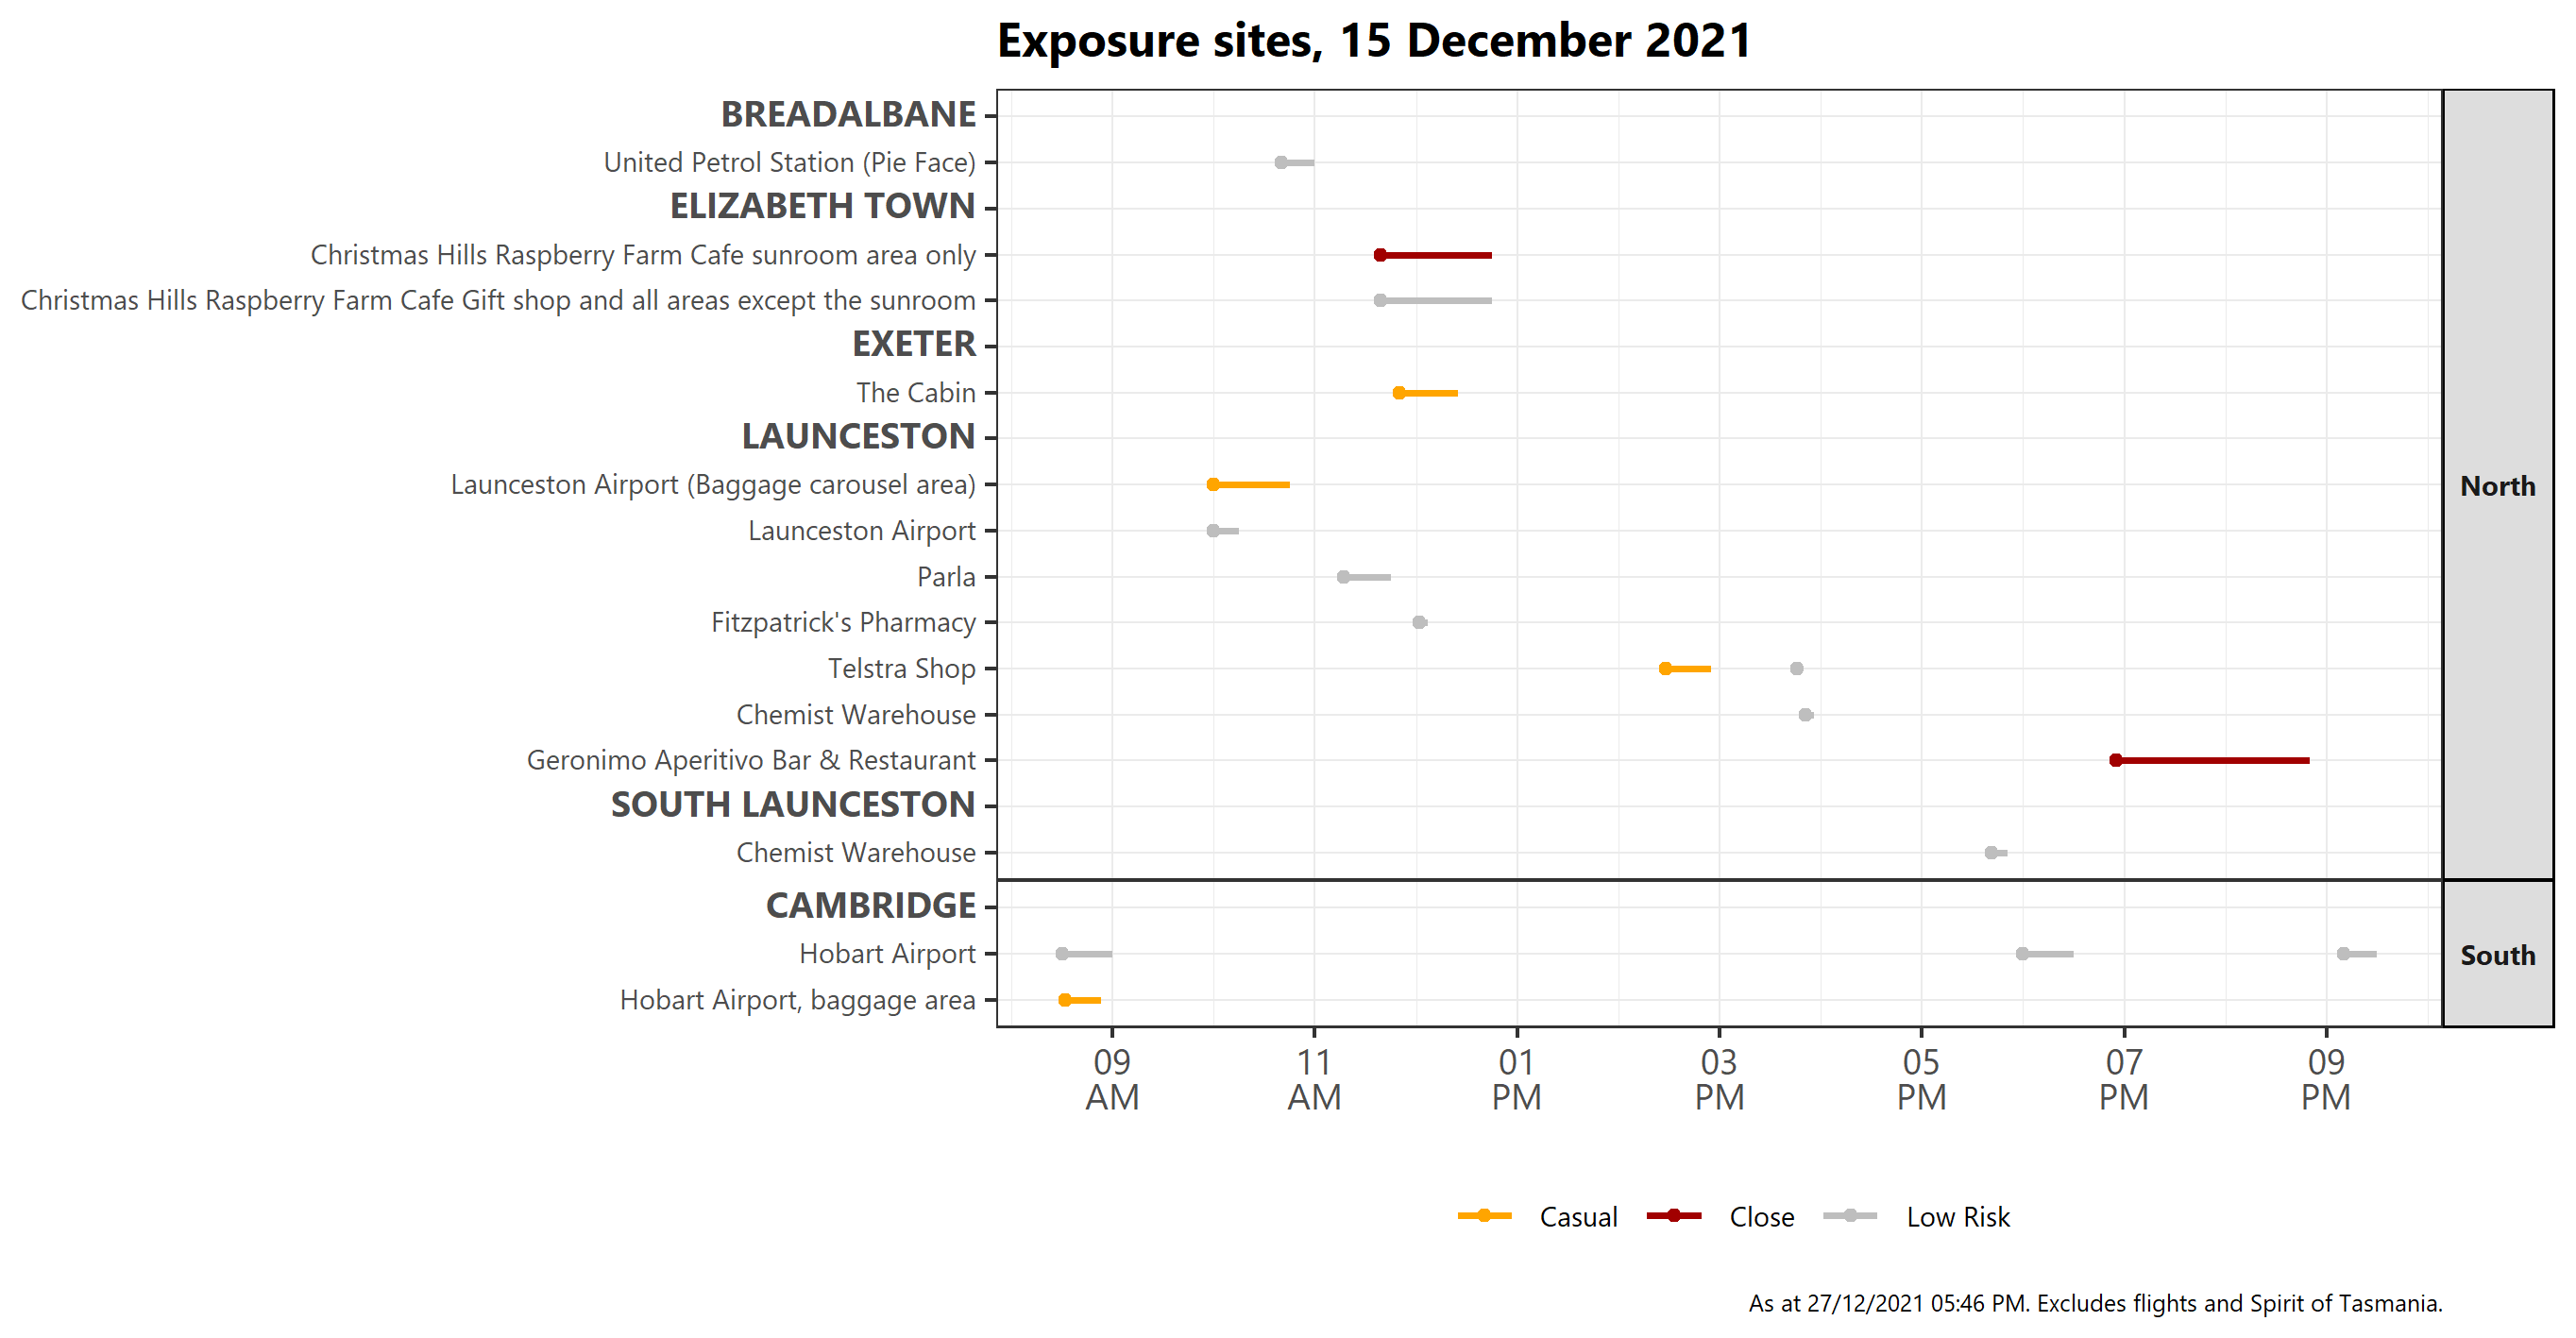 Exposure sites, 15 December 2021
BREADALBANE
United Petrol Station (Pie Face)
ELIZABETH TOWN
Christmas Hills Raspberry Farm Cafe sunroom area only
Christmas Hills Raspberry Farm Cafe Gift shop and all areas except the sunroom
EXETER
The Cabin
LAUNCESTON
Launceston Airport (Baggage carousel area)
Launceston Airport
Parla
Fitzpatrick's Pharmacy
Telstra Shop
Chemist Warehouse
Geronimo Aperitivo Bar & Restaurant
SOUTH LAUNCESTON
Chemist Warehouse
North
CAMBRIDGE
Hobart Airport
Hobart Airport, baggage area
South
09 11 01 03 05 07 09
AM AM PM PM PM PM PM
Casual Close Low Risk
As at 27/12/2021 05:46 PM. Excludes flights and Spirit of Tasmania.